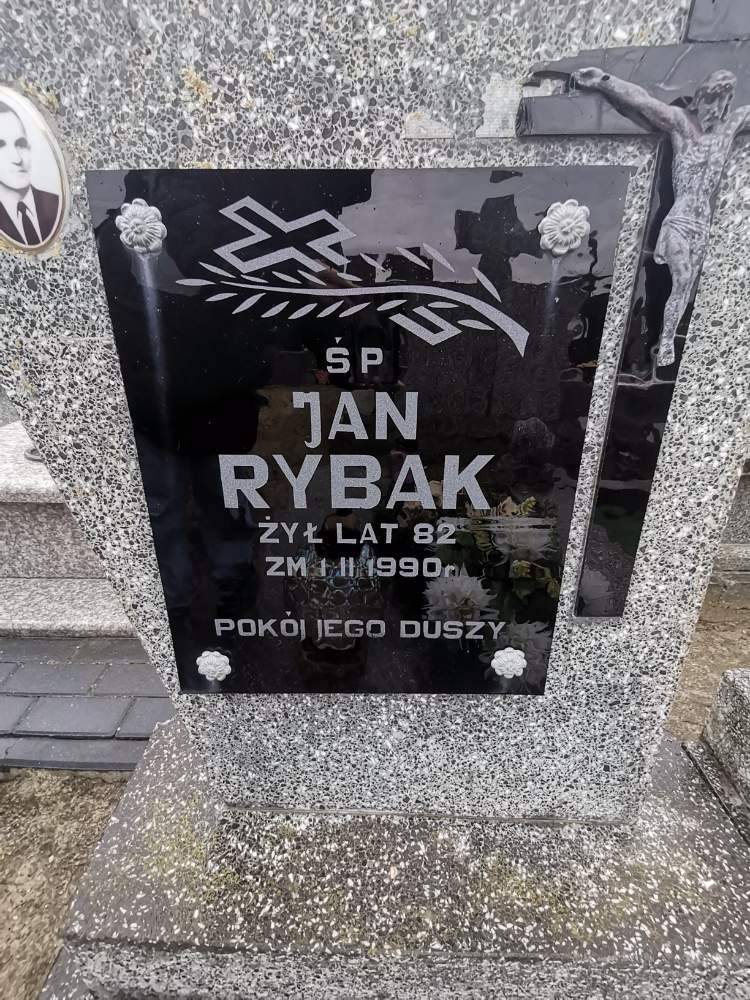 ŚP
JAN
RYBAK
ŻYŁ LAT 82
ZM 1 II 1990r
POKÓJ JEGO DUSZY